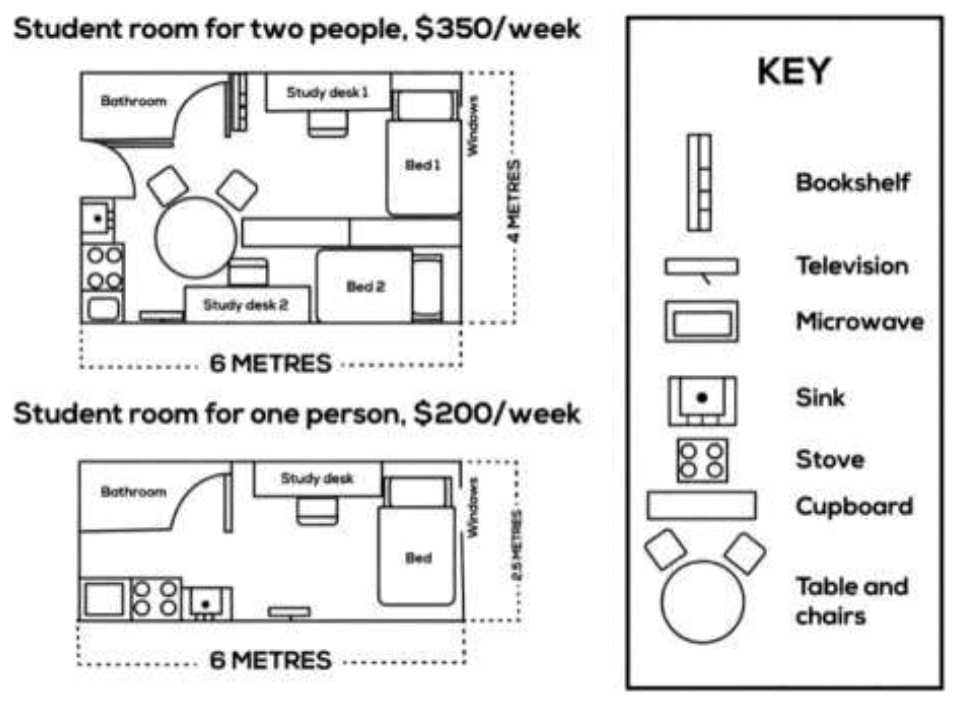 Student room for two people, $350/week
Bathroom
Study desk 1
Windows
Bed 1
4 METRES
Bed 2
Study desk 2
6 METRES
Student room for one person, $200/week
Bathroom
Study desk
Windows
Bed
2.5 METRES
6 METRES
KEY
Bookshelf
Television
Microwave
Sink
Stove
Cupboard
Table and
chairs